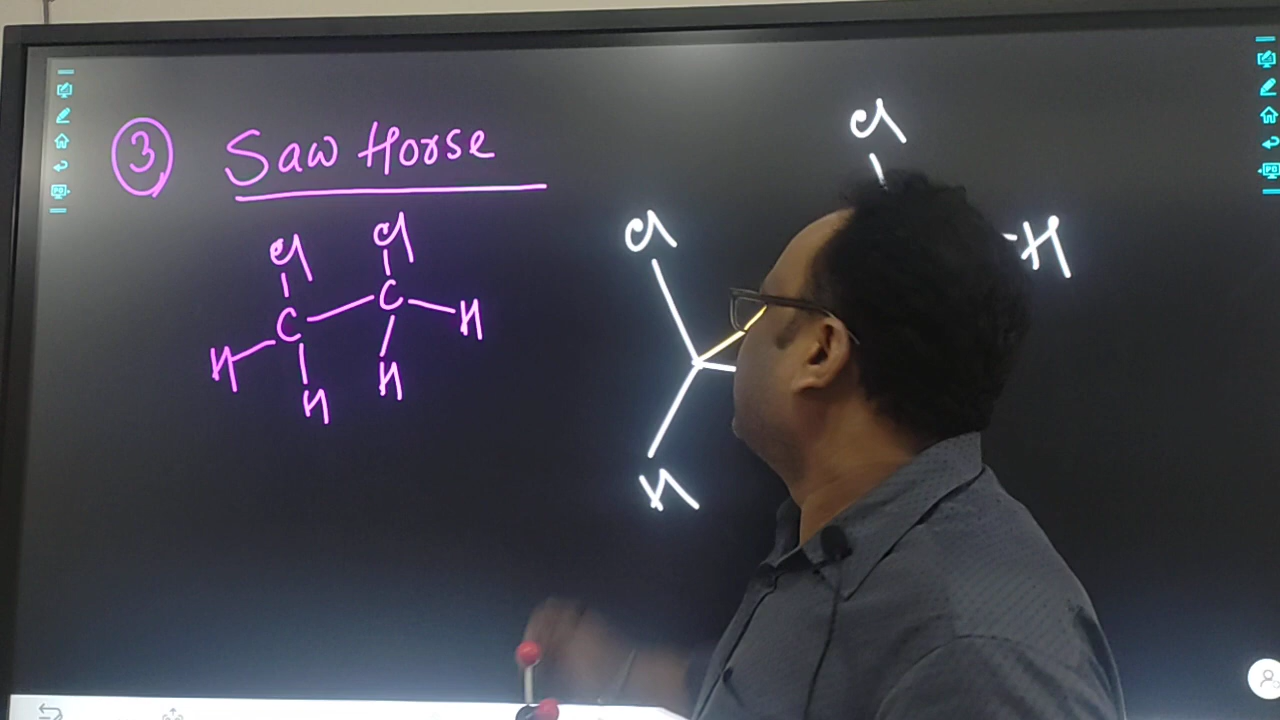 ③ Saw Horse
Cl Cl
C C H
H H
H
Cl
Cl H
H